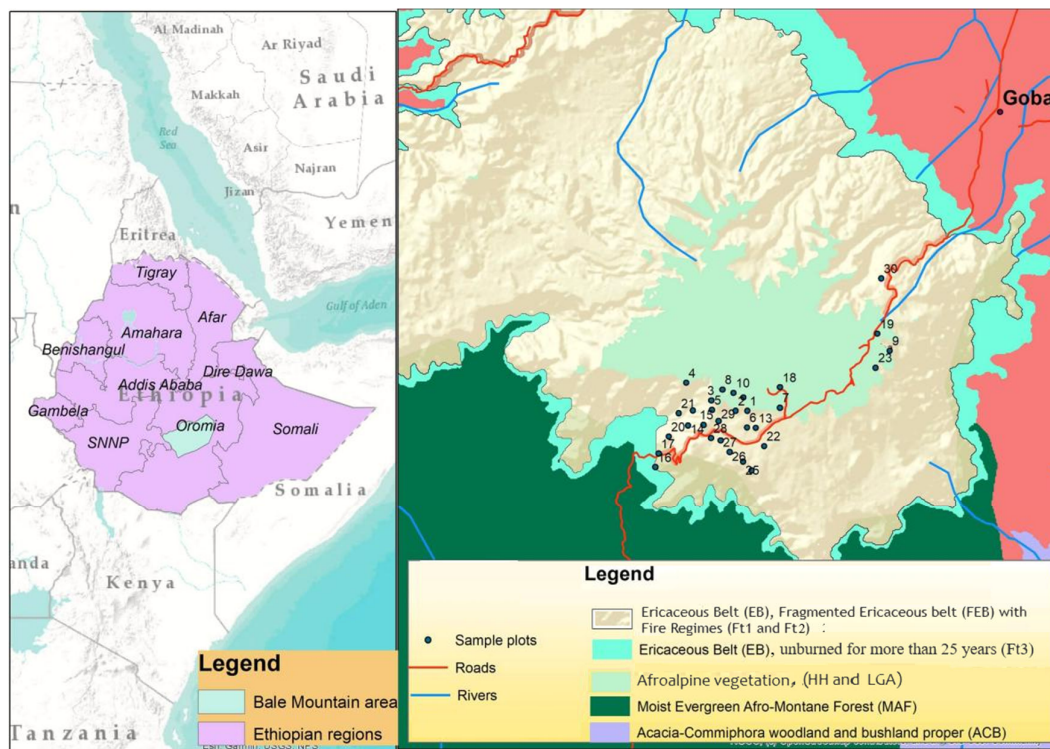 Al Madinah
Ar Riyad
Saudi
Arabia
Makkah
Red
Sea
Asir
Najran
Jizan
Yemen
Eritrea
Tigray
Gulf of Aden
Afar
Amahara
Benishangul
Dire Dawa
Addis Ababa
Ethiopia
Gambela
Oromia
Somali
SNNP
Somalia
Kenya
Tanzania
Legend
Bale Mountain area
Ethiopian regions
Goba
30
19
9
23
4
8
10
18
3
5
2
1
7
21
29
6
13
15
20
14
28
22
17
27
16
26
25
Legend
Sample plots
Roads
Rivers
Ericaceous Belt (EB), Fragmented Ericaceous belt (FEB) with
Fire Regimes (Ft1 and Ft2) :
Ericaceous Belt (EB), unburned for more than 25 years (Ft3)
Afroalpine vegetation, (HH and LGA)
Moist Evergreen Afro-Montane Forest (MAF)
Acacia-Commiphora woodland and bushland proper (ACB)